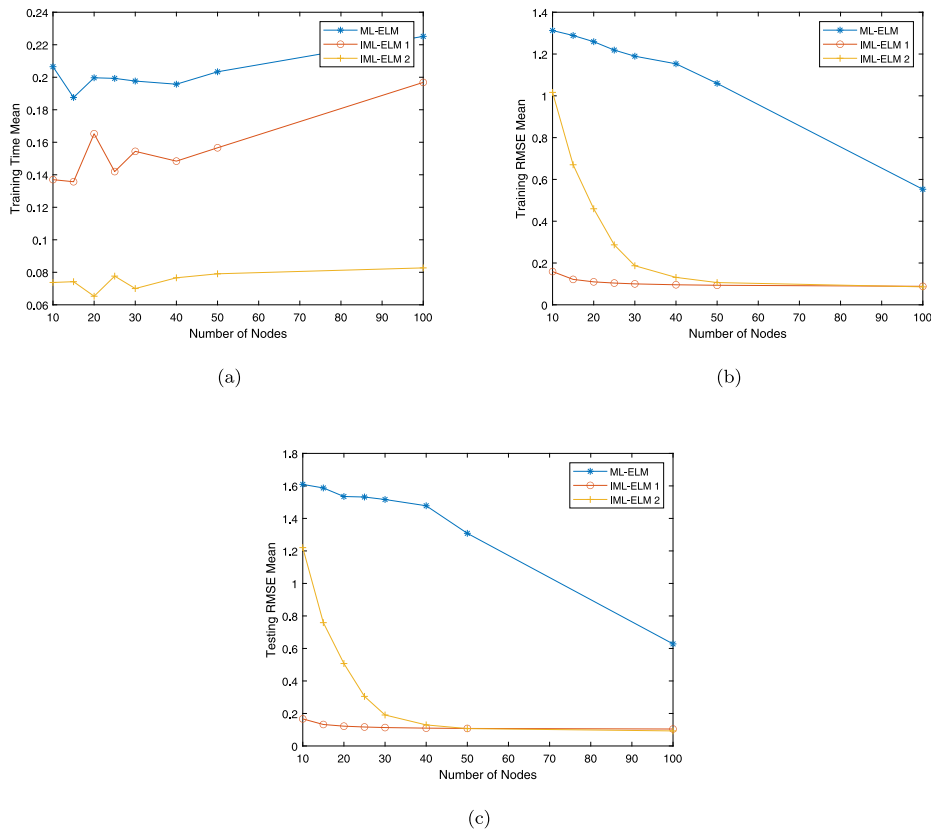 0.24
0.22
0.2
0.18
0.16
0.14
0.12
0.1
0.08
0.06
Training Time Mean
10 20 30 40 50 60 70 80 90 100
Number of Nodes
ML-ELM
IML-ELM 1
IML-ELM 2
(a)
1.4
1.2
1
0.8
0.6
0.4
0.2
0
Training RMSE Mean
10 20 30 40 50 60 70 80 90 100
Number of Nodes
ML-ELM
IML-ELM 1
IML-ELM 2
(b)
1.8
1.6
1.4
1.2
1
0.8
0.6
0.4
0.2
0
Testing RMSE Mean
10 20 30 40 50 60 70 80 90 100
Number of Nodes
ML-ELM
IML-ELM 1
IML-ELM 2
(c)